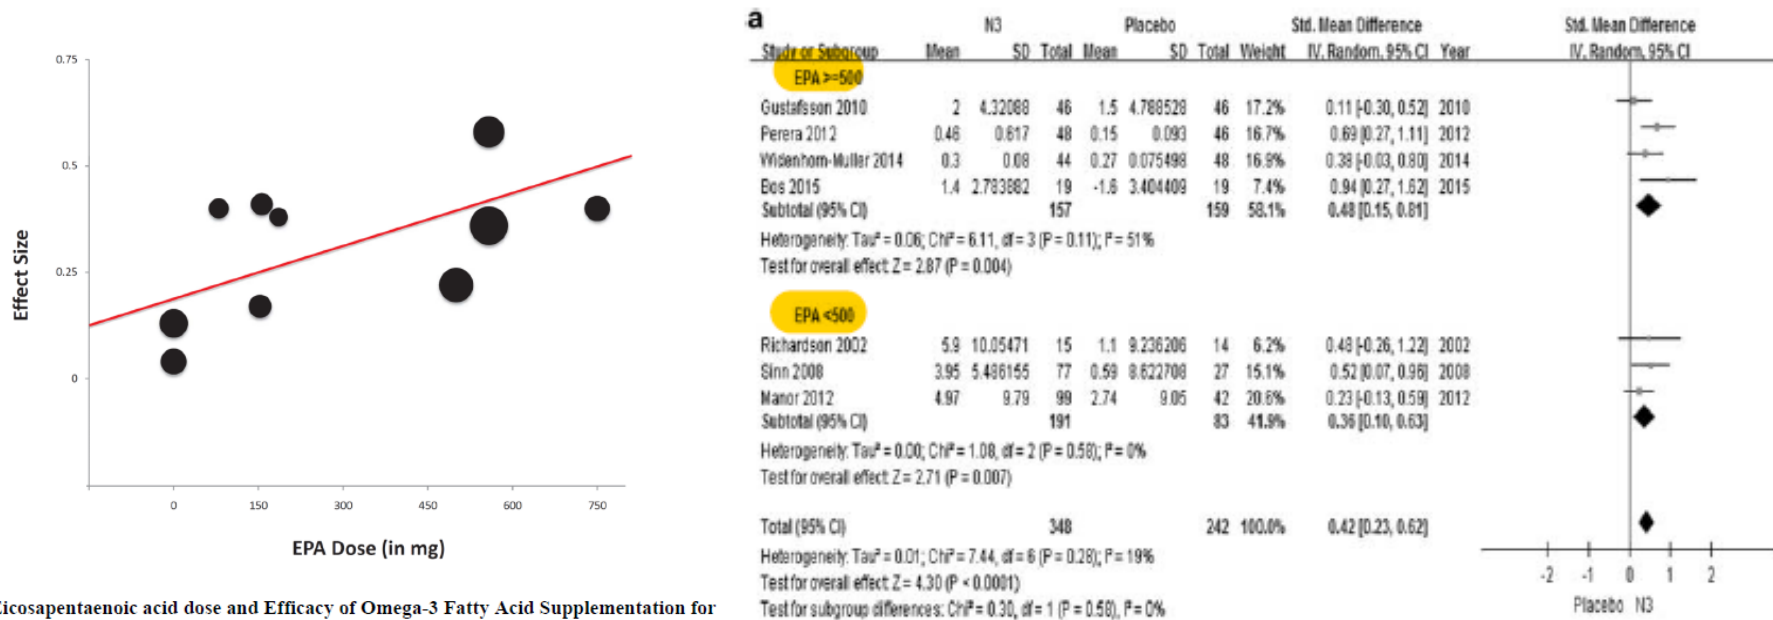 0.75
0.5
0.25
0
Effect Size
0 150 300 450 600 750
EPA Dose (in mg)
icosapentaenoic acid dose and Efficacy of Omega-3 Fatty Acid Supplementation for
a
N3 Placebo Std. Mean Difference Std. Mean Difference
Study or Subgroup Mean SD Total Mean SD Total Weight IV, Random, 95% CI Year IV, Random, 95% CI
EPA >=500
Gustafsson 2010 2 4.32088 46 1.5 4.788528 46 17.2% 0.11 [-0.30, 0.52] 2010
Perera 2012 0.46 0.617 48 0.15 0.093 46 16.7% 0.69 [0.27, 1.11] 2012
Widenhorn-Muller 2014 0.3 0.08 44 0.27 0.075498 48 16.9% 0.38 [-0.03, 0.80] 2014
Bos 2015 1.4 2.783882 19 -1.6 3.404409 19 7.4% 0.94 [0.27, 1.62] 2015
Subtotal (95% CI) 157 159 58.1% 0.48 [0.15, 0.81]
Heterogeneity: Tau² = 0.06; Chi² = 6.11, df = 3 (P = 0.11); I² = 51%
Test for overall effect: Z = 2.87 (P = 0.004)
EPA <500
Richardson 2002 5.9 10.05471 15 1.1 9.236206 14 6.2% 0.48 [-0.26, 1.22] 2002
Sinn 2008 3.95 5.486155 77 0.59 8.622708 27 15.1% 0.52 [0.07, 0.96] 2008
Manor 2012 4.97 9.79 99 2.74 9.05 42 20.6% 0.23 [-0.13, 0.59] 2012
Subtotal (95% CI) 191 83 41.9% 0.36 [0.10, 0.63]
Heterogeneity: Tau² = 0.00; Chi² = 1.08, df = 2 (P = 0.58); I² = 0%
Test for overall effect: Z = 2.71 (P = 0.007)
Total (95% CI) 348 242 100.0% 0.42 [0.23, 0.62]
Heterogeneity: Tau² = 0.01; Chi² = 7.44, df = 6 (P = 0.28); I² = 19%
Test for overall effect: Z = 4.30 (P < 0.0001)
Test for subgroup differences: Chi² = 0.30, df = 1 (P = 0.58), I² = 0%
-2 -1 0 1 2
Placebo N3